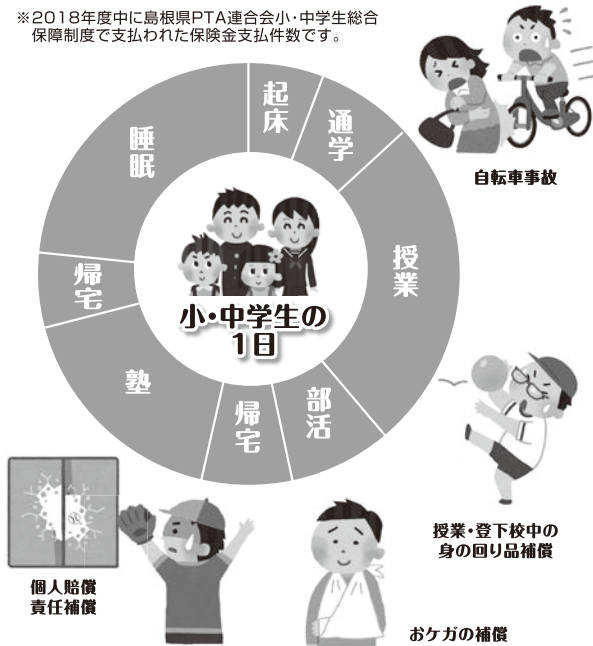 ※2018年度中に島根県PTA連合会小・中学生総合
保障制度で支払われた保険金支払件数です。
起床
通学
自転車事故
睡眠
授業
帰宅
小・中学生の
1日
塾
部活
帰宅
授業・登下校中の
身の回り品補償
個人賠償
責任補償
おケガの補償